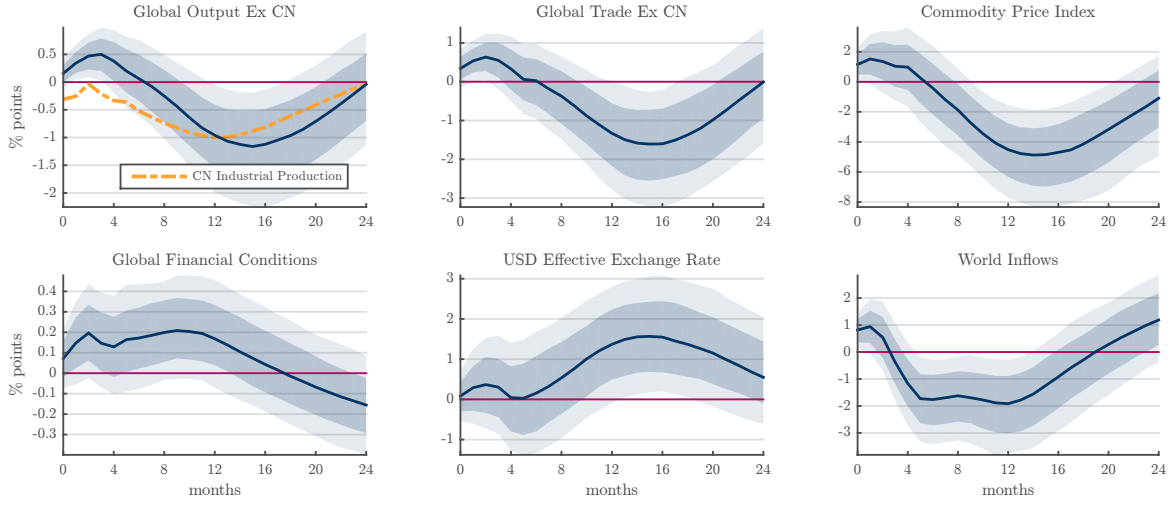 Global Output Ex CN
Global Trade Ex CN
Commodity Price Index
% points
0.5
0
-0.5
-1
-1.5
-2
CN Industrial Production
0 4 8 12 16 20 24
1
0
-1
-2
-3
0 4 8 12 16 20 24
2
0
-2
-4
-6
-8
0 4 8 12 16 20 24
Global Financial Conditions
USD Effective Exchange Rate
World Inflows
% points
0.4
0.3
0.2
0.1
0
-0.1
-0.2
-0.3
0 4 8 12 16 20 24
months
3
2
1
0
-1
0 4 8 12 16 20 24
months
2
1
0
-1
-2
-3
0 4 8 12 16 20 24
months